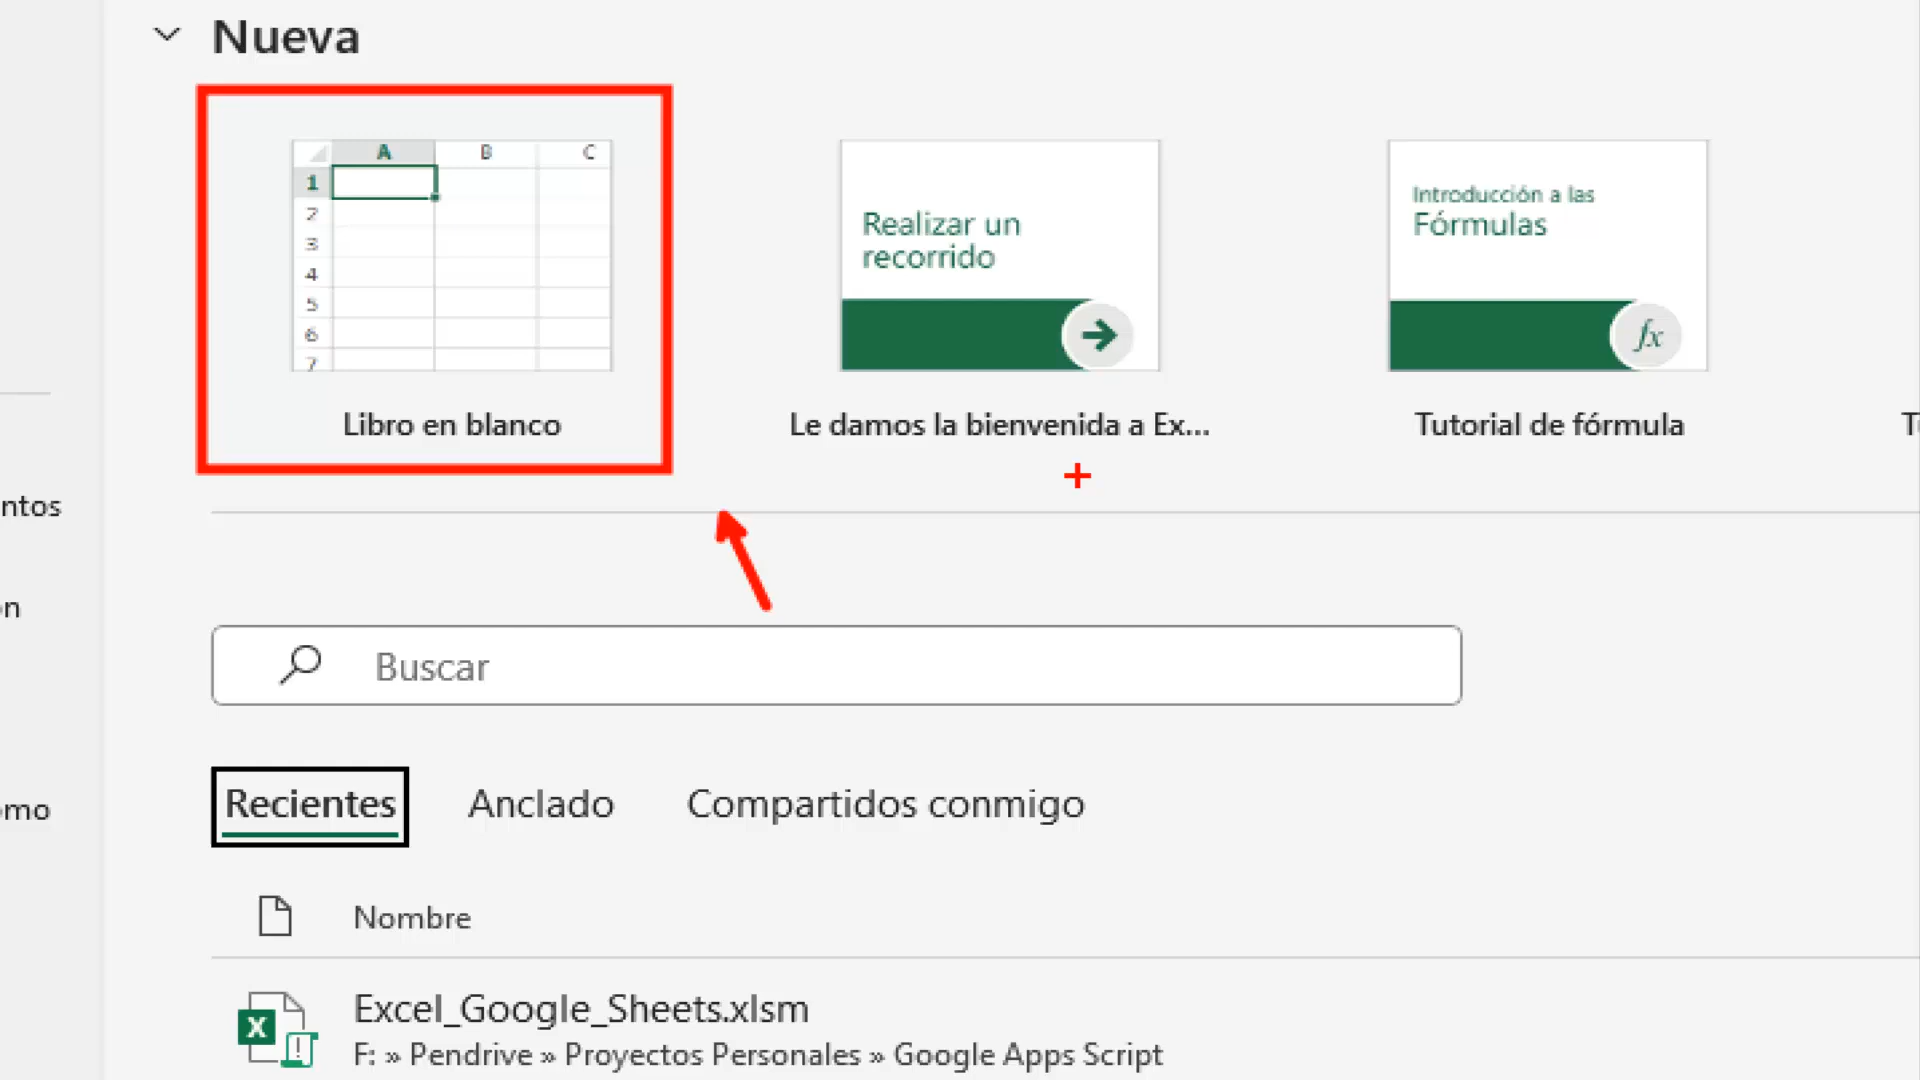 Nueva
A B C
1
2
3
4
5
6
7
Realizar un
recorrido
Introducción a las
Fórmulas
fx
Libro en blanco
Le damos la bienvenida a Ex...
Tutorial de fórmula
ntos
Buscar
Recientes
Anclado
Compartidos conmigo
Nombre
Excel_Google_Sheets.xlsm
F: » Pendrive » Proyectos Personales » Google Apps Script